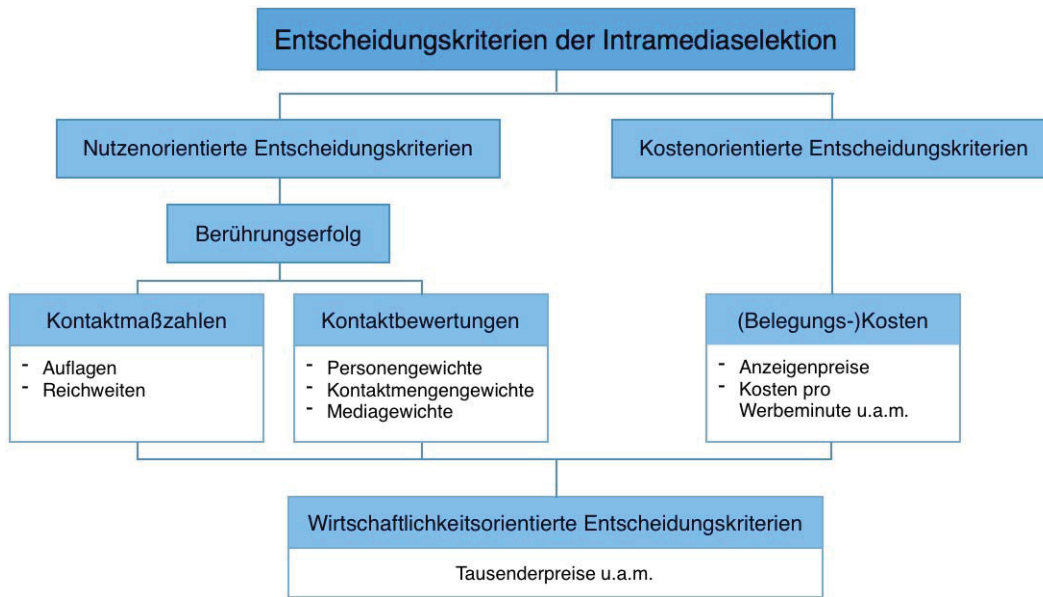 Entscheidungskriterien der Intramediaselektion
Nutzenorientierte Entscheidungskriterien
Kostenorientierte Entscheidungskriterien
Berührungserfolg
Kontaktmaßzahlen
- Auflagen
- Reichweiten
Kontaktbewertungen
- Personengewichte
- Kontaktmengengewichte
- Mediagewichte
(Belegungs-)Kosten
- Anzeigenpreise
- Kosten pro
Werbeminute u.a.m.
Wirtschaftlichkeitsorientierte Entscheidungskriterien
Tausenderpreise u.a.m.